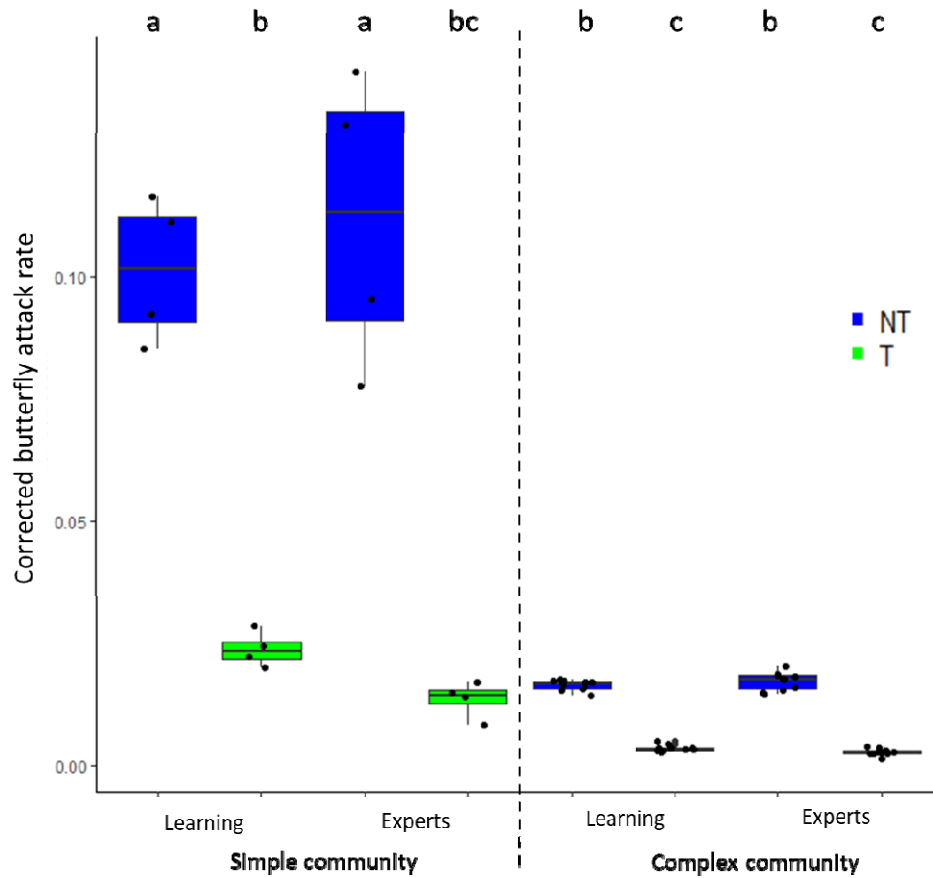 a b a bc b c b c
Corrected butterfly attack rate
0.10
0.05
0.00
NT
T
Learning Experts Learning Experts
Simple community Complex community